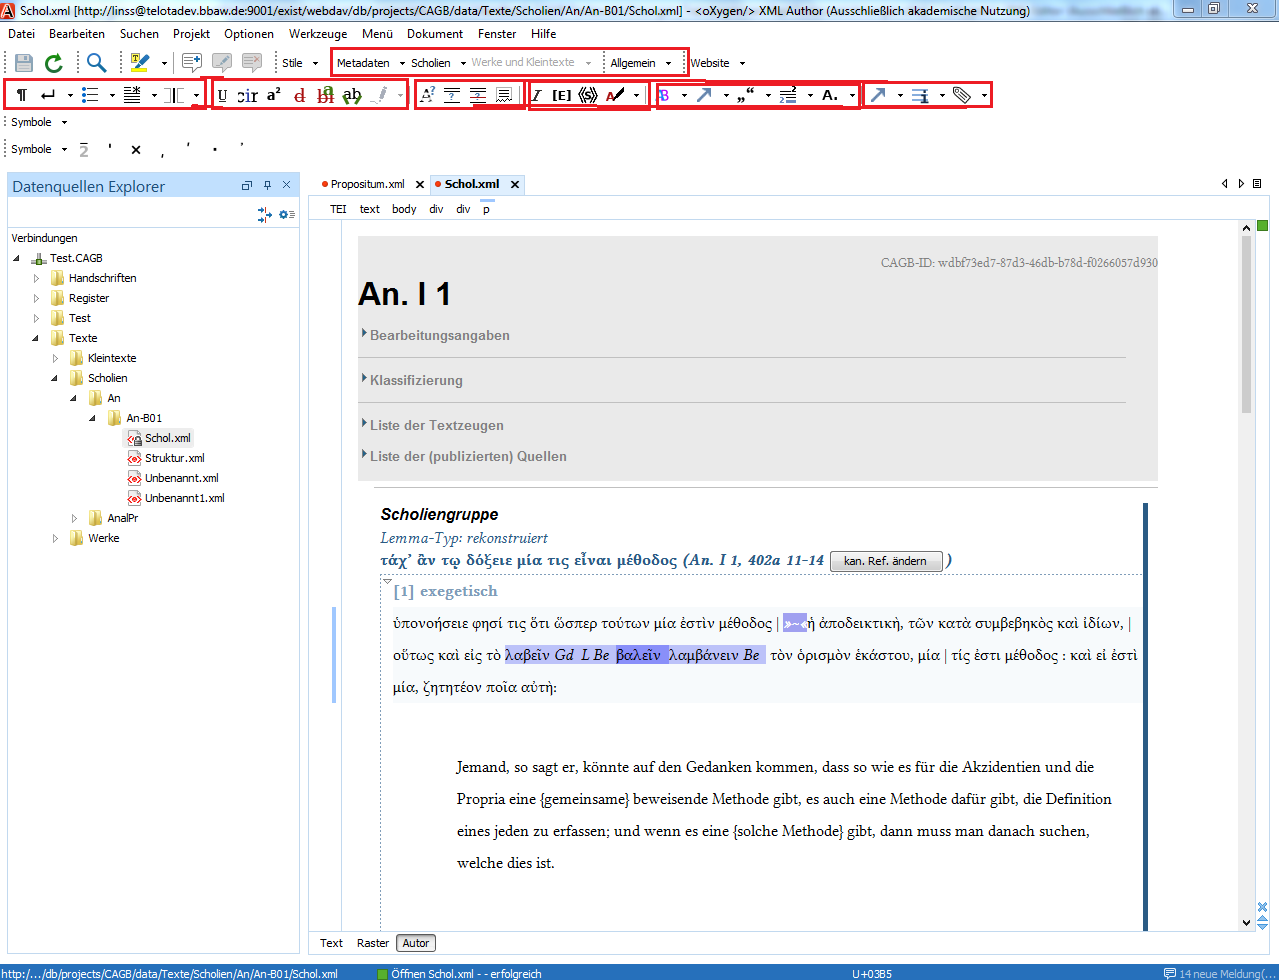 Schol.xml [http://linss@telotadev.bbaw.de:9001/exist/webdav/db/projects/CAGB/data/Texte/Scholien/An/An-B01/Schol.xml] - <oXygen/> XML Author (Ausschließlich akademische Nutzung)
Datei Bearbeiten Suchen Projekt Optionen Werkzeuge Menü Dokument Fenster Hilfe
Stile Metadaten Scholien Werke und Kleintexte Allgemein Website
Symbole
Symbole
Datenquellen Explorer
Verbindungen
Test.CAGB
Handschriften
Register
Test
Texte
Kleintexte
Scholien
An
An-B01
Schol.xml
Struktur.xml
Unbenannt.xml
Unbenannt1.xml
AnalPr
Werke
Propositum.xml Schol.xml
TEI text body div div p
CAGB-ID: wdbf73ed7-87d3-46db-b78d-f0266057d930
An. I 1
Bearbeitungsangaben
Klassifizierung
Liste der Textzeugen
Liste der (publizierten) Quellen
Scholiengruppe
Lemma-Typ: rekonstruiert
τάχ’ ἂν τῳ δόξειε μία τις εἶναι μέθοδος (An. I 1, 402a 11-14 kan. Ref. ändern )
[1] exegetisch
ὑπονοήσειε φησί τις ὅτι ὥσπερ τούτων μία ἐστὶν μέθοδος | »~«ἡ ἀποδεικτικὴ, τῶν κατὰ συμβεβηκὸς καὶ ἰδίων, |
οὕτως καὶ εἰς τὸ λαβεῖν Gd L Be βαλεῖν λαμβάνειν Be τὸν ὁρισμὸν ἑκάστου, μία | τίς ἐστι μέθοδος : καὶ εἰ ἐστὶ
μία, ζητητέον ποῖα αὐτή:
Jemand, so sagt er, könnte auf den Gedanken kommen, dass so wie es für die Akzidentien und die
Propria eine {gemeinsame} beweisende Methode gibt, es auch eine Methode dafür gibt, die Definition
eines jeden zu erfassen; und wenn es eine {solche Methode} gibt, dann muss man danach suchen,
welche dies ist.
Text Raster Autor
http:/.../db/projects/CAGB/data/Texte/Scholien/An/An-B01/Schol.xml Öffnen Schol.xml - - erfolgreich U+03B5 14 neue Meldung(...